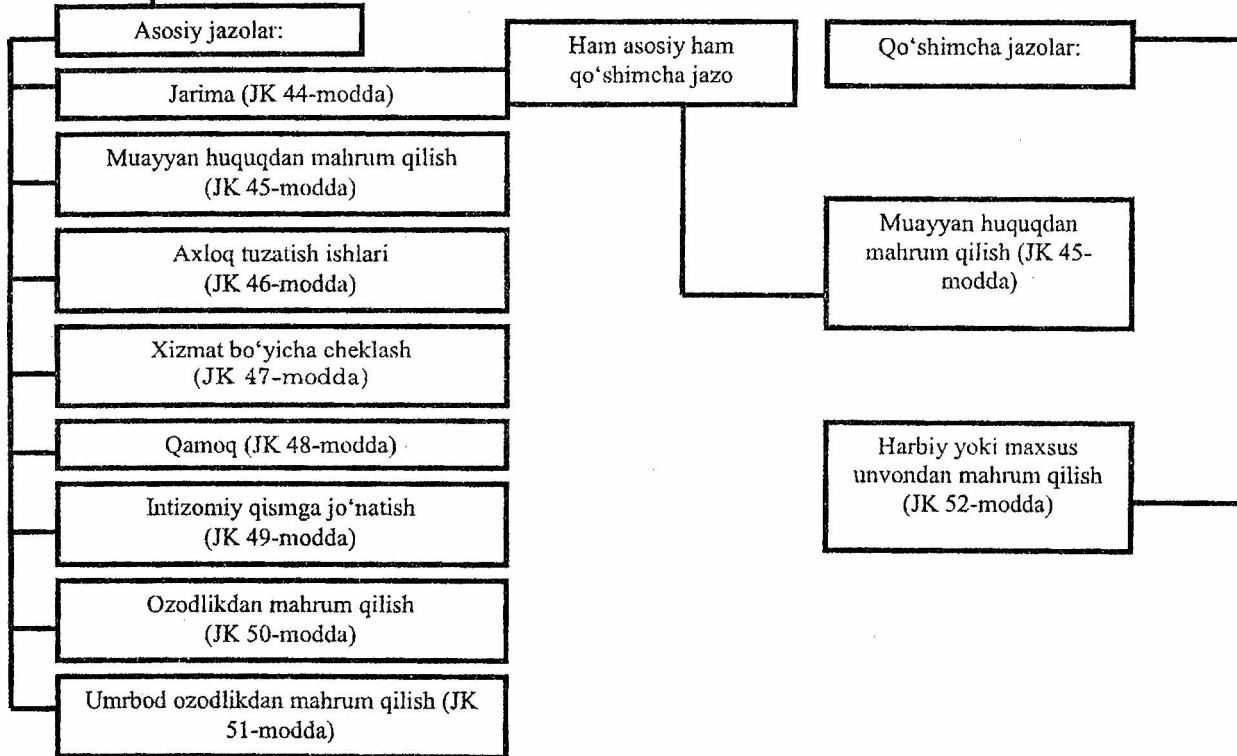 Asosiy jazolar:
Jarima (JK 44-modda)
Muayyan huquqdan mahrum qilish
(JK 45-modda)
Axloq tuzatish ishlari
(JK 46-modda)
Xizmat bo‘yicha cheklash
(JK 47-modda)
Qamoq (JK 48-modda)
Intizomiy qismga jo‘natish
(JK 49-modda)
Ozodlikdan mahrum qilish
(JK 50-modda)
Umrbod ozodlikdan mahrum qilish (JK
51-modda)
Ham asosiy ham
qo‘shimcha jazo
Qo‘shimcha jazolar:
Muayyan huquqdan
mahrum qilish (JK 45-
modda)
Harbiy yoki maxsus
unvondan mahrum qilish
(JK 52-modda)